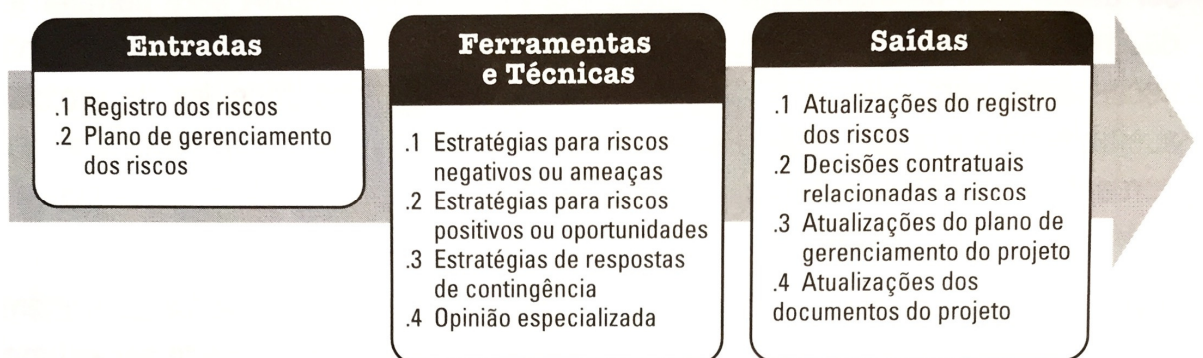 Entradas
.1 Registro dos riscos
.2 Plano de gerenciamento
dos riscos
Ferramentas
e Técnicas
.1 Estratégias para riscos
negativos ou ameaças
.2 Estratégias para riscos
positivos ou oportunidades
.3 Estratégias de respostas
de contingência
.4 Opinião especializada
Saídas
.1 Atualizações do registro
dos riscos
.2 Decisões contratuais
relacionadas a riscos
.3 Atualizações do plano de
gerenciamento do projeto
.4 Atualizações dos
documentos do projeto